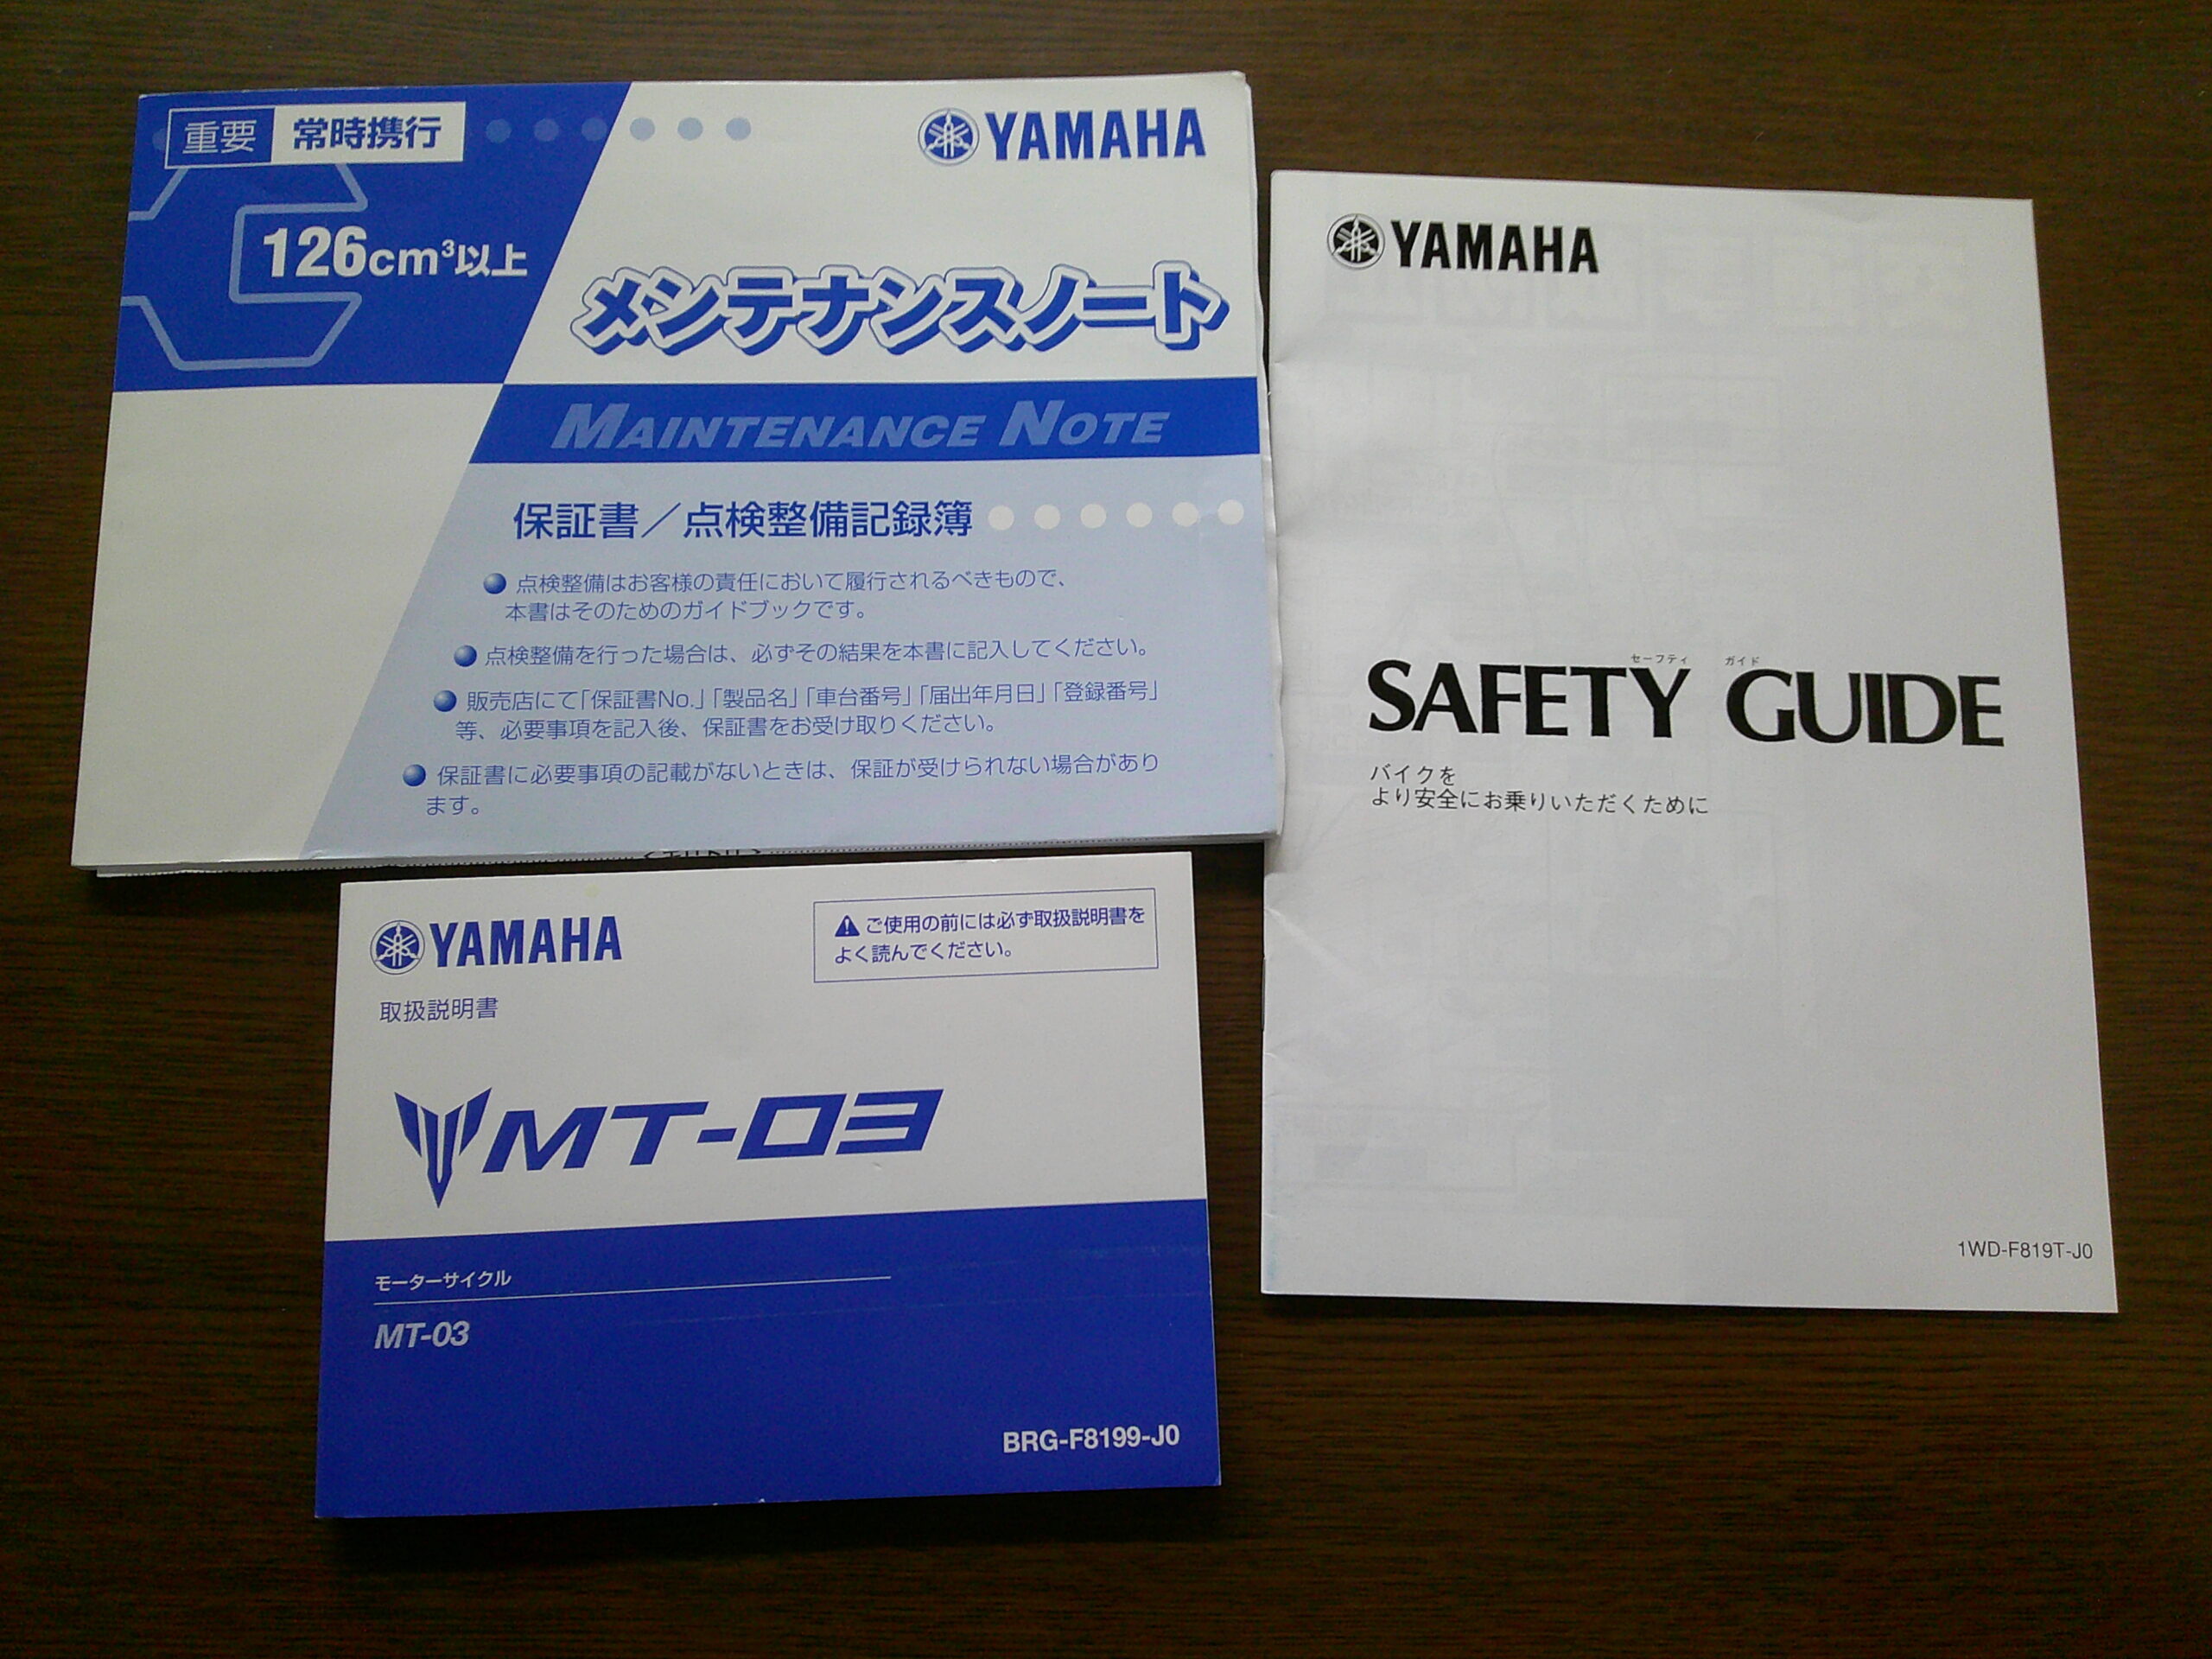 重要 常時携行
YAMAHA
126cm³以上
メンテナンスノート
MAINTENANCE NOTE
保証書／点検整備記録簿
点検整備はお客様の責任において履行されるべきもので、
本書はそのためのガイドブックです。
点検整備を行った場合は、必ずその結果を本書に記入してください。
販売店にて「保証書No.」「製品名」「車台番号」「届出年月日」「登録番号」
等、必要事項を記入後、保証書をお受け取りください。
保証書に必要事項の記載がないときは、保証が受けられない場合があり
ます。
YAMAHA
セーフティ ガイド
SAFETY GUIDE
バイクを
より安全にお乗りいただくために
1WD-F819T-J0
YAMAHA
ご使用の前には必ず取扱説明書を
よく読んでください。
取扱説明書
MT-03
モーターサイクル
MT-03
BRG-F8199-J0